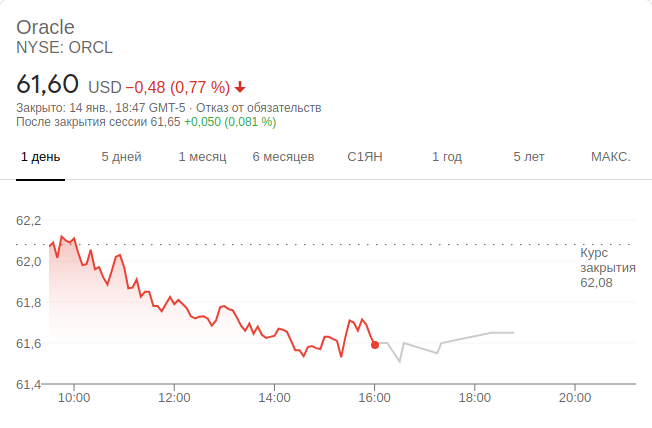 Oracle
NYSE: ORCL
61,60 USD −0,48 (0,77 %)
Закрыто: 14 янв., 18:47 GMT-5 · Отказ от обязательств
После закрытия сессии 61,65 +0,050 (0,081 %)
1 день 5 дней 1 месяц 6 месяцев С1ЯН 1 год 5 лет МАКС.
62,2
62,0
61,8
61,6
61,4
Курс
закрытия
62,08
10:00 12:00 14:00 16:00 18:00 20:00